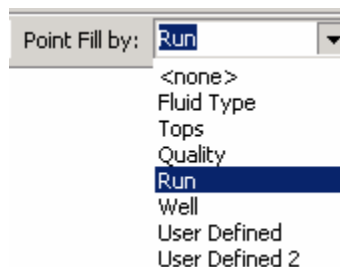 Point Fill by: Run
<none>
Fluid Type
Tops
Quality
Run
Well
User Defined
User Defined 2